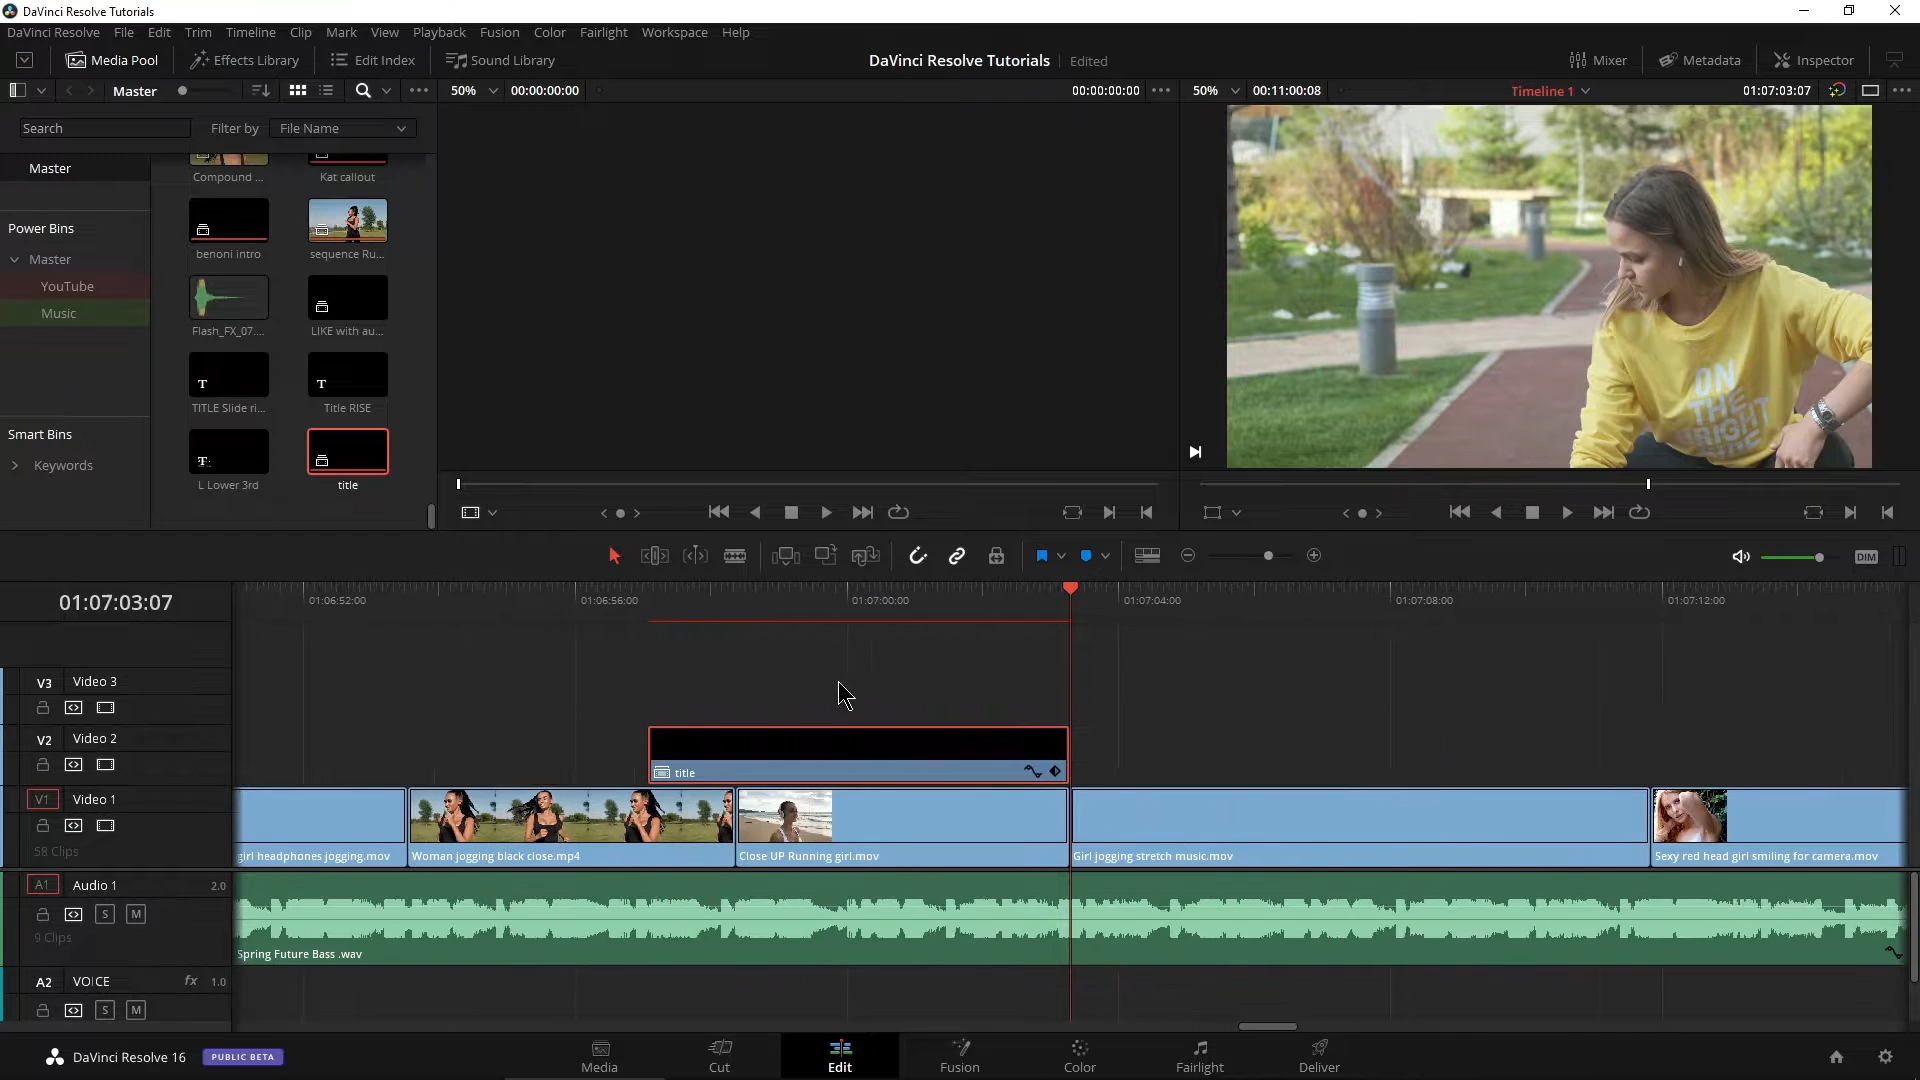 DaVinci Resolve Tutorials
DaVinci Resolve File Edit Trim Timeline Clip Mark View Playback Fusion Color Fairlight Workspace Help
Media Pool Effects Library Edit Index Sound Library DaVinci Resolve Tutorials Edited Mixer Metadata Inspector
Master 50% 00:00:00:00 00:00:00:00 50% 00:11:00:08 Timeline 1 01:07:03:07
Search Filter by File Name
Master
Compound ... Kat callout
Power Bins
benoni intro sequence Ru...
Master
YouTube
Music
Flash_FX_07.... LIKE with au...
TITLE Slide ri... Title RISE
Smart Bins
Keywords
L Lower 3rd title
ON
THE
BRIGHT
SIDE
DIM
01:07:03:07
01:06:52:00 01:06:56:00 01:07:00:00 01:07:04:00 01:07:08:00 01:07:12:00
V3 Video 3
V2 Video 2
title
V1 Video 1
58 Clips
girl headphones jogging.mov Woman jogging black close.mp4 Close UP Running girl.mov Girl jogging stretch music.mov Sexy red head girl smiling for camera.mov
A1 Audio 1 2.0
S M
9 Clips
Spring Future Bass .wav
A2 VOICE fx 1.0
S M
DaVinci Resolve 16 PUBLIC BETA
Media Cut Edit Fusion Color Fairlight Deliver